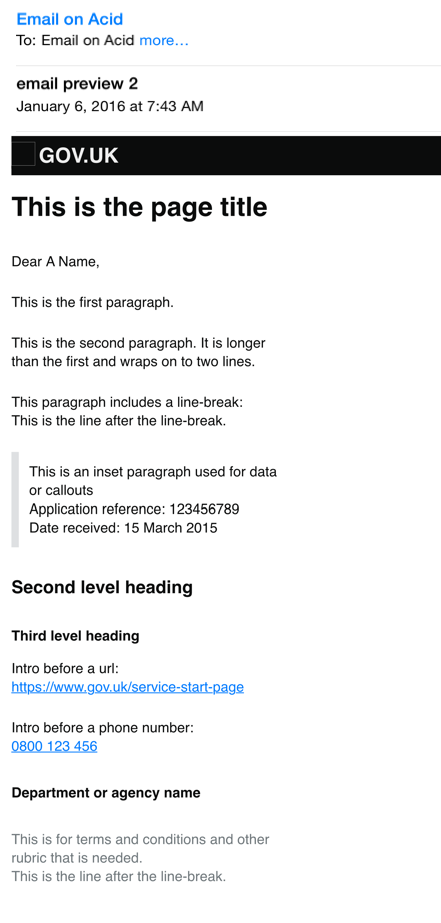 Email on Acid
To: Email on Acid more...
email preview 2
January 6, 2016 at 7:43 AM
GOV.UK
This is the page title
Dear A Name,
This is the first paragraph.
This is the second paragraph. It is longer
than the first and wraps on to two lines.
This paragraph includes a line-break:
This is the line after the line-break.
This is an inset paragraph used for data
or callouts
Application reference: 123456789
Date received: 15 March 2015
Second level heading
Third level heading
Intro before a url:
https://www.gov.uk/service-start-page
Intro before a phone number:
0800 123 456
Department or agency name
This is for terms and conditions and other
rubric that is needed.
This is the line after the line-break.